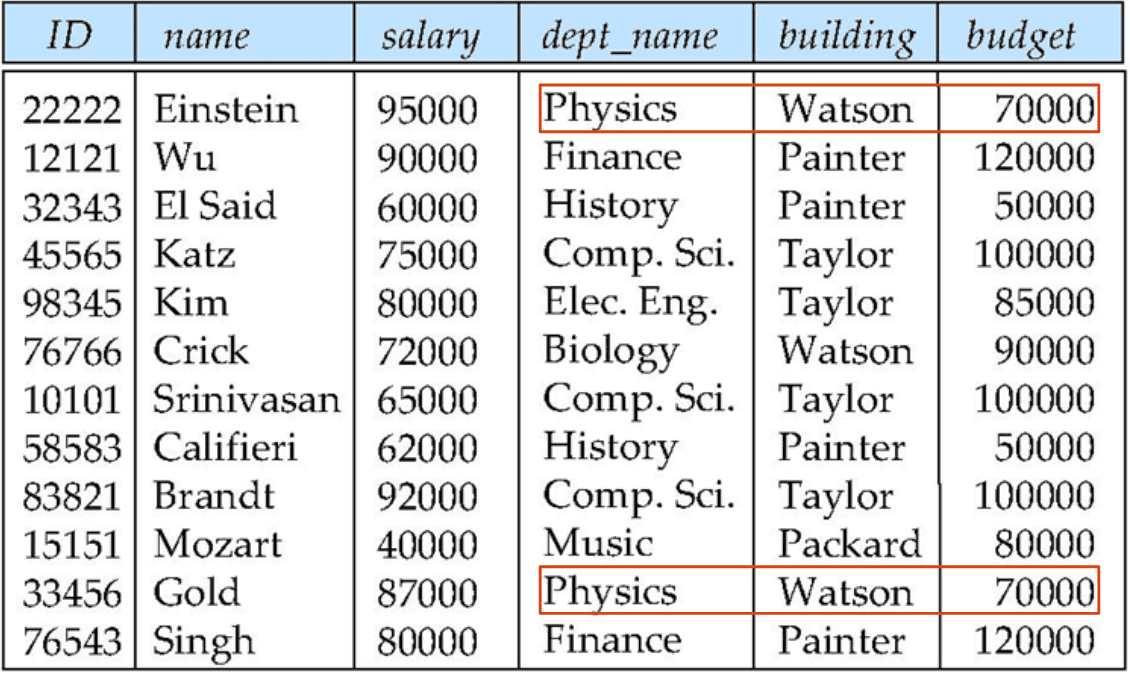 ID name salary dept_name building budget
22222 Einstein 95000 Physics Watson 70000
12121 Wu 90000 Finance Painter 120000
32343 El Said 60000 History Painter 50000
45565 Katz 75000 Comp. Sci. Taylor 100000
98345 Kim 80000 Elec. Eng. Taylor 85000
76766 Crick 72000 Biology Watson 90000
10101 Srinivasan 65000 Comp. Sci. Taylor 100000
58583 Califieri 62000 History Painter 50000
83821 Brandt 92000 Comp. Sci. Taylor 100000
15151 Mozart 40000 Music Packard 80000
33456 Gold 87000 Physics Watson 70000
76543 Singh 80000 Finance Painter 120000